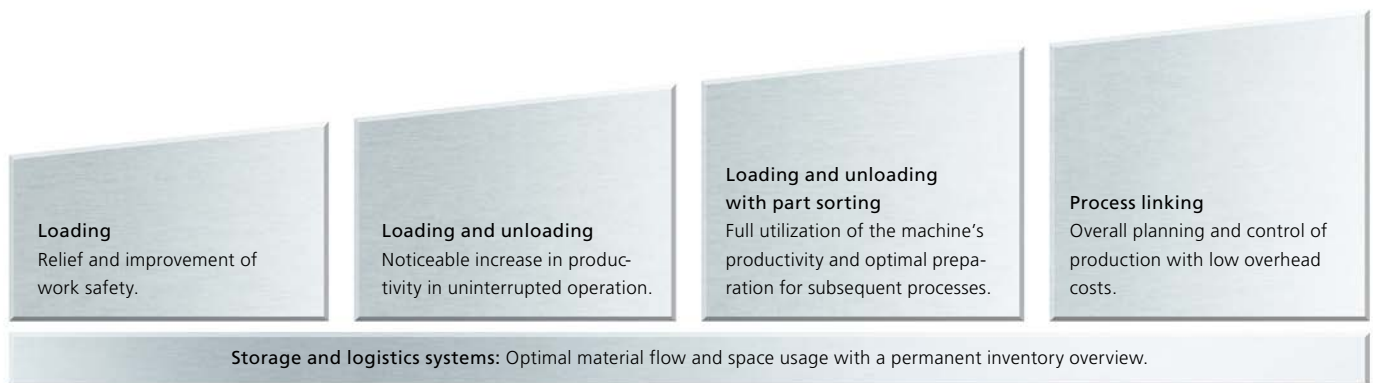 Loading
Relief and improvement of
work safety.
Loading and unloading
Noticeable increase in produc-
tivity in uninterrupted operation.
Loading and unloading
with part sorting
Full utilization of the machine's
productivity and optimal prepa-
ration for subsequent processes.
Process linking
Overall planning and control of
production with low overhead
costs.
Storage and logistics systems: Optimal material flow and space usage with a permanent inventory overview.